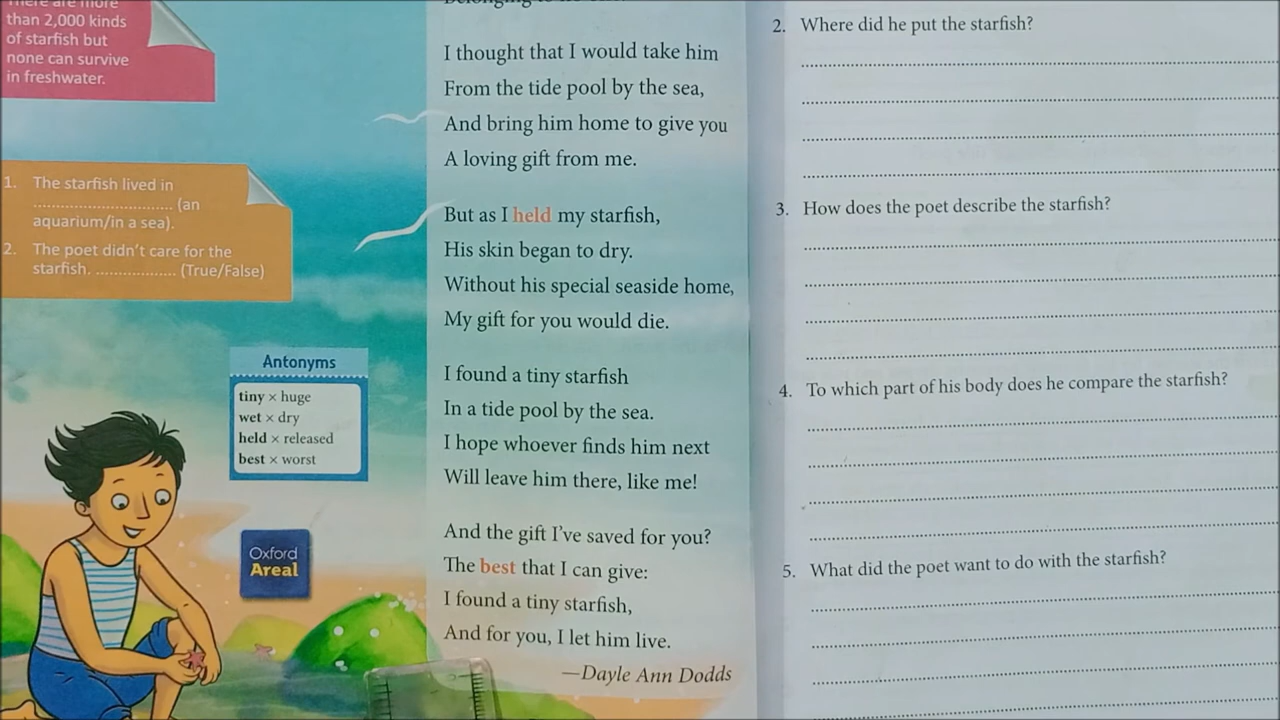 There are more
than 2,000 kinds
of starfish but
none can survive
in freshwater.
1. The starfish lived in
.............................. (an
aquarium/in a sea).
2. The poet didn't care for the
starfish. ................. (True/False)
Antonyms
tiny × huge
wet × dry
held × released
best × worst
Oxford
Areal
I thought that I would take him
From the tide pool by the sea,
And bring him home to give you
A loving gift from me.
But as I held my starfish,
His skin began to dry.
Without his special seaside home,
My gift for you would die.
I found a tiny starfish
In a tide pool by the sea.
I hope whoever finds him next
Will leave him there, like me!
And the gift I've saved for you?
The best that I can give:
I found a tiny starfish,
And for you, I let him live.
—Dayle Ann Dodds
2. Where did he put the starfish?
3. How does the poet describe the starfish?
4. To which part of his body does he compare the starfish?
5. What did the poet want to do with the starfish?